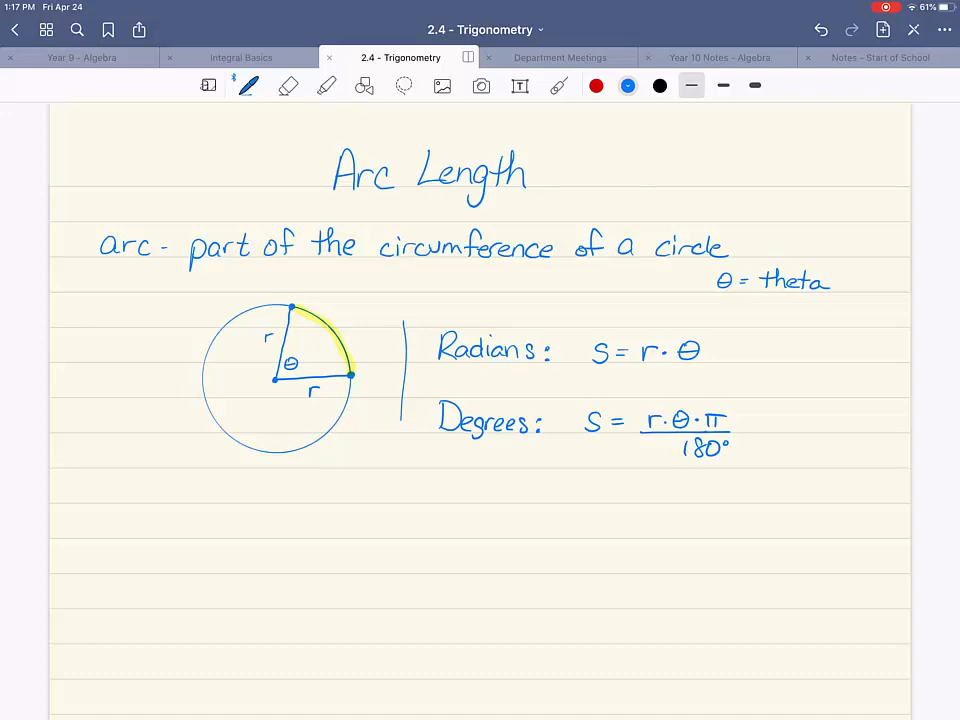 1:17 PM Fri Apr 24
61%
2.4 - Trigonometry
Year 9 - Algebra
Integral Basics
2.4 - Trigonometry
Department Meetings
Year 10 Notes - Algebra
Notes - Start of School
T
Arc Length
arc - part of the circumference of a circle
θ = theta
r
θ
r
Radians: S = r · θ
Degrees: S = r·θ·π
180°